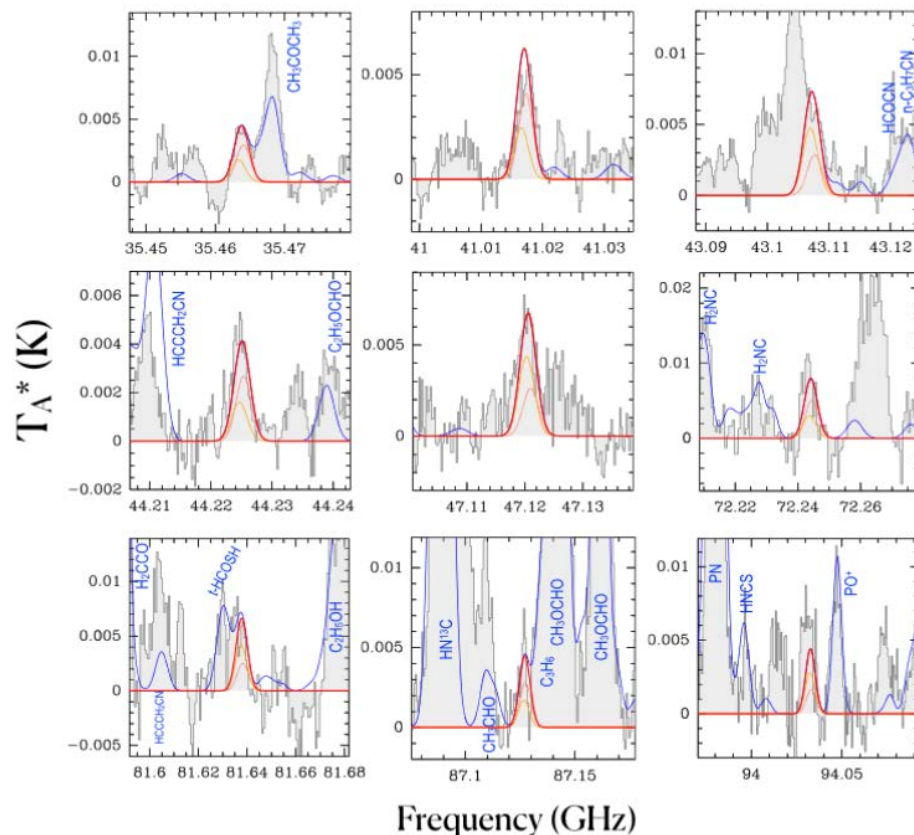 0.01
0.005
0
CH₃COCH₃
35.45 35.46 35.47
0.005
0
41 41.01 41.02 41.03
0.01
0.005
0
HCOCN
n-C₃H₇CN
43.09 43.1 43.11 43.12
0.006
0.004
0.002
0
−0.002
HCCCH₂CN
C₂H₅OCHO
44.21 44.22 44.23 44.24
0.005
0
47.11 47.12 47.13
0.02
0.01
0
H₂NC
H₂NC
72.22 72.24 72.26
0.01
0.005
0
−0.005
H₂CCO
HCCCH₂CN
t-HCOSH
C₂H₅OH
81.6 81.62 81.64 81.66 81.68
0.01
0.005
0
HN¹³C
CH₃CHO
C₃H₆
CH₃OCHO
CH₃OCHO
87.1 87.15
0.01
0.005
0
PN
HNCS
PO⁺
94 94.05
TA* (K)
Frequency (GHz)